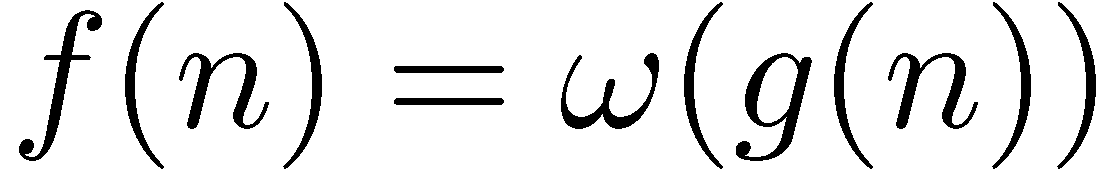 f(n) = ω(g(n))